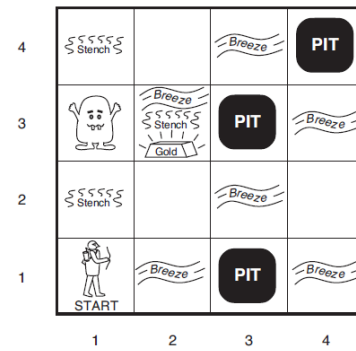 4
Stench
Breeze
PIT
3
Breeze
Stench
Gold
PIT
Breeze
2
Stench
Breeze
1
START
Breeze
PIT
Breeze
1 2 3 4